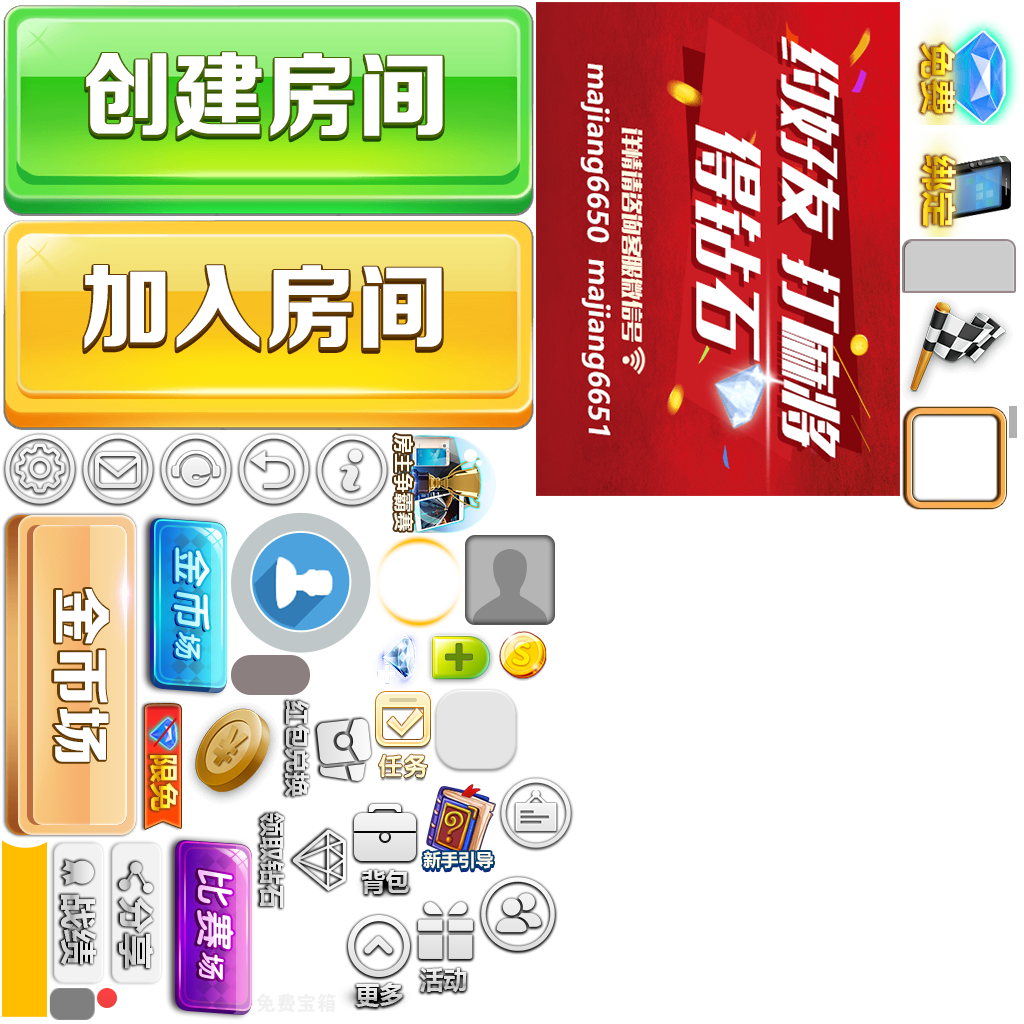 创建房间
加入房间
约好友 打麻将
得钻石
详情请咨询客服微信号
majiang6650 majiang6651
免费
绑定
房主争霸赛
金币场
金币场
限免
红包兑换
任务
领取钻石
背包
新手引导
战绩
分享
比赛场
更多
活动
免费宝箱